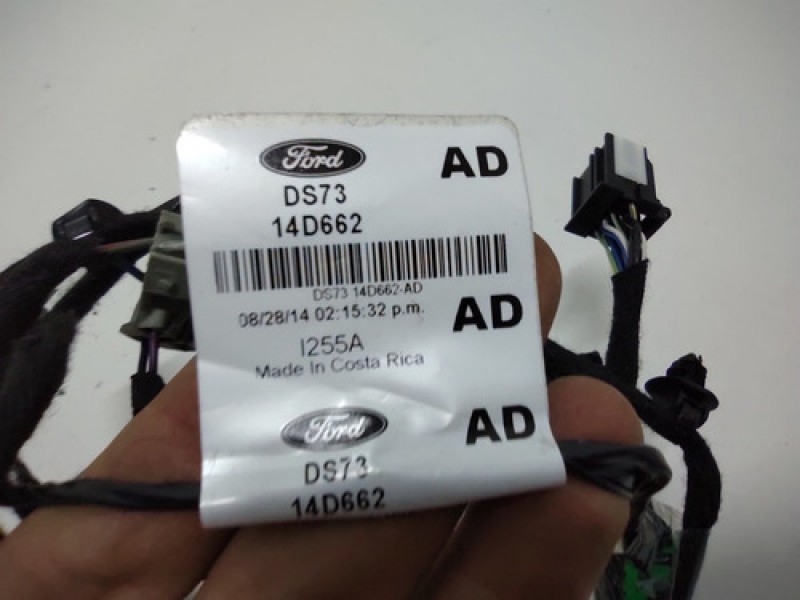 Ford
AD
DS73
14D662
DS73 14D662-AD
08/28/14 02:15:32 p.m.
AD
I255A
Made In Costa Rica
Ford
AD
DS73
14D662